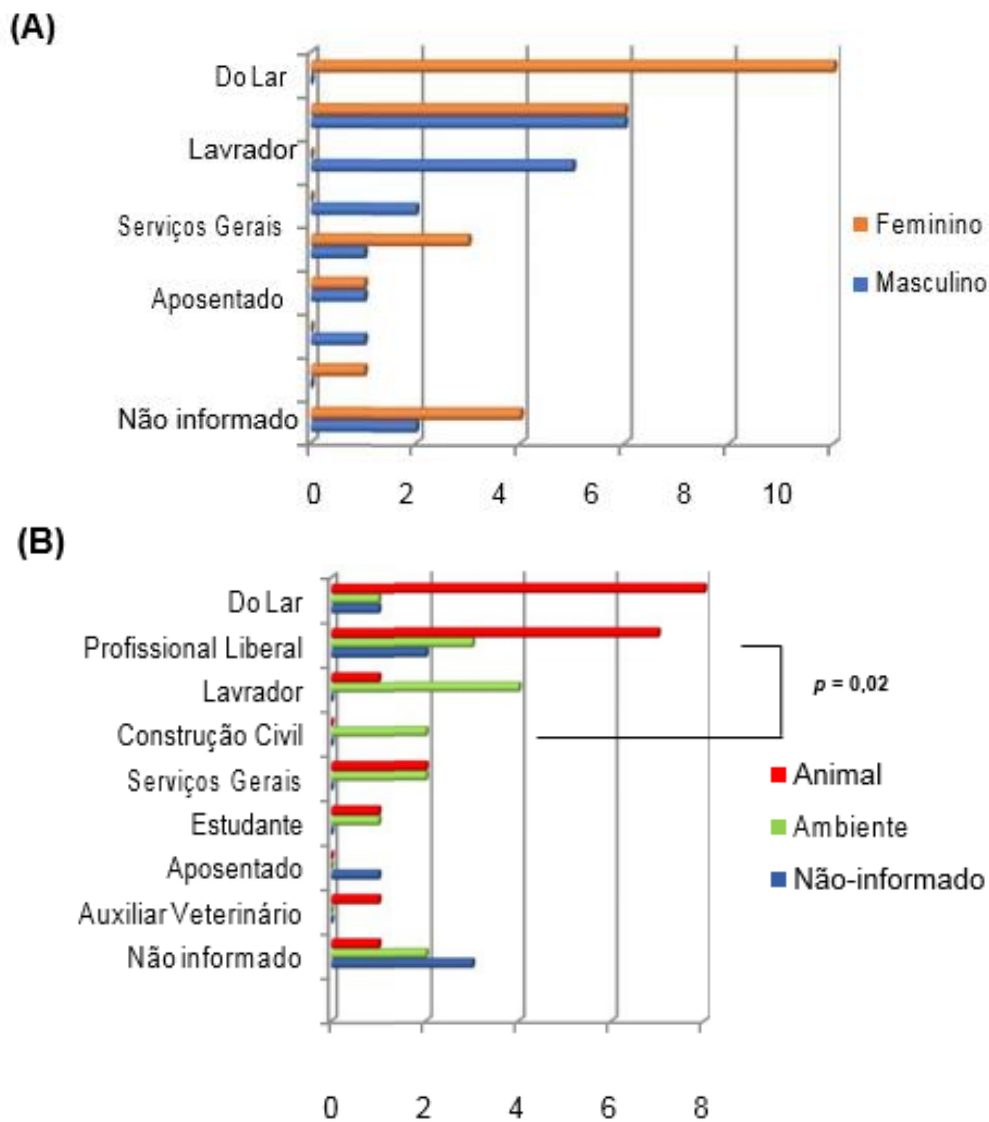 (A)
Do Lar
Lavrador
Serviços Gerais
Aposentado
Não informado
Feminino
Masculino
0 2 4 6 8 10
(B)
Do Lar
Profissional Liberal
Lavrador
Construção Civil
Serviços Gerais
Estudante
Aposentado
Auxiliar Veterinário
Não informado
p = 0,02
Animal
Ambiente
Não-informado
0 2 4 6 8